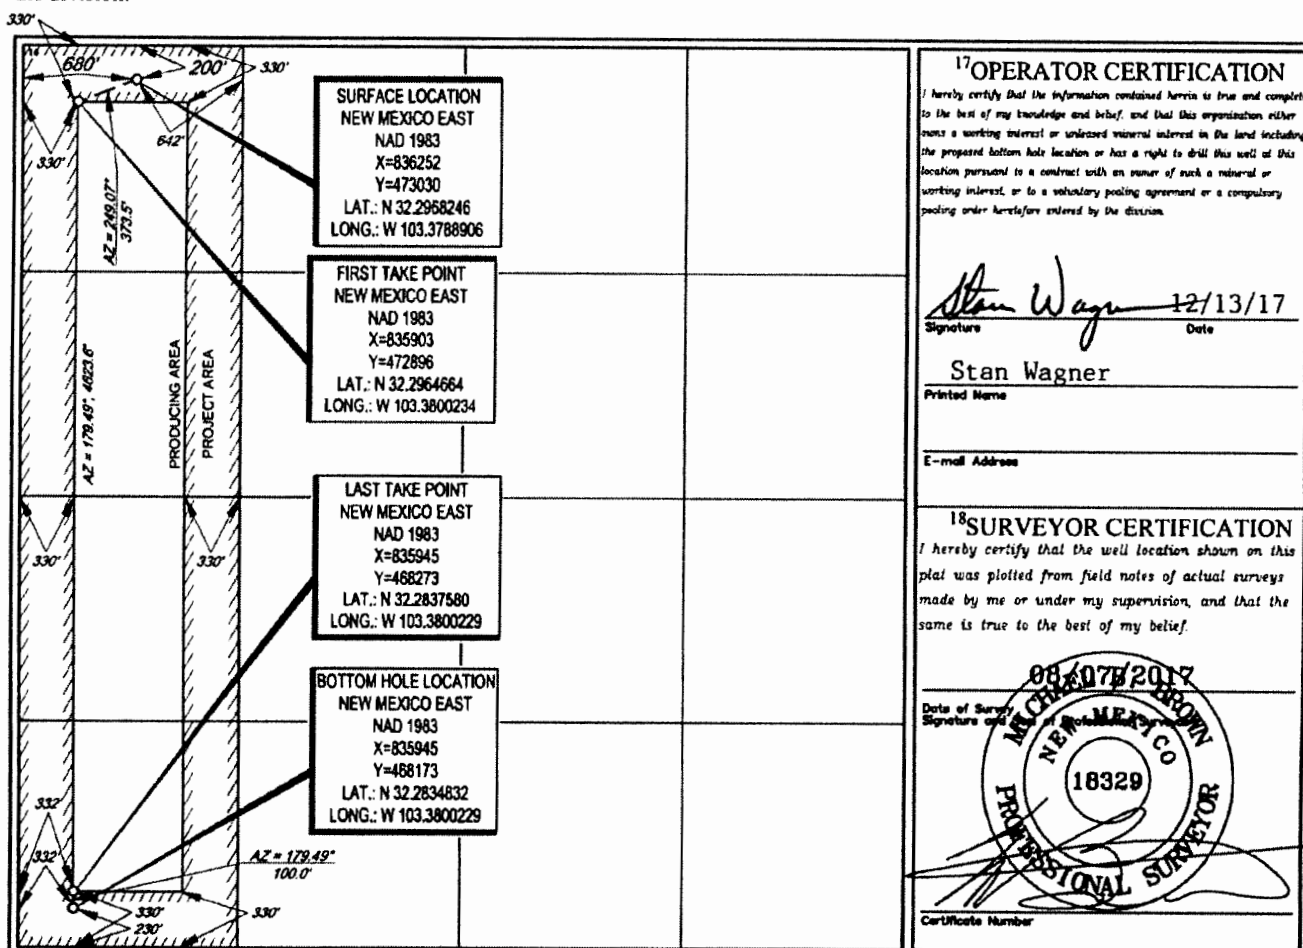 330'
680'
200'
330'
642'
330'
AZ = 249.07°
373.5'
AZ = 179.49°, 4623.6'
PRODUCING AREA
PROJECT AREA
330'
330'
332'
332'
AZ = 179.49°
100.0'
330'
230'
330'
SURFACE LOCATION
NEW MEXICO EAST
NAD 1983
X=836252
Y=473030
LAT.: N 32.2968246
LONG.: W 103.3788906
FIRST TAKE POINT
NEW MEXICO EAST
NAD 1983
X=835903
Y=472896
LAT.: N 32.2964664
LONG.: W 103.3800234
LAST TAKE POINT
NEW MEXICO EAST
NAD 1983
X=835945
Y=468273
LAT.: N 32.2837580
LONG.: W 103.3800229
BOTTOM HOLE LOCATION
NEW MEXICO EAST
NAD 1983
X=835945
Y=468173
LAT.: N 32.2834832
LONG.: W 103.3800229
17OPERATOR CERTIFICATION
I hereby certify that the information contained herein is true and complete
to the best of my knowledge and belief, and that this organization either
owns a working interest or unleased mineral interest in the land including
the proposed bottom hole location or has a right to drill this well at this
location pursuant to a contract with an owner of such a mineral or
working interest, or to a voluntary pooling agreement or a compulsory
pooling order heretofore entered by the division.
Stan Wagner 12/13/17
Signature Date
Stan Wagner
Printed Name
E-mail Address
18SURVEYOR CERTIFICATION
I hereby certify that the well location shown on this
plat was plotted from field notes of actual surveys
made by me or under my supervision, and that the
same is true to the best of my belief.
08/07/2017
Date of Survey
Signature and Seal of Professional Surveyor
MICHAEL BROWN
NEW MEXICO
18329
PROFESSIONAL SURVEYOR
Certificate Number